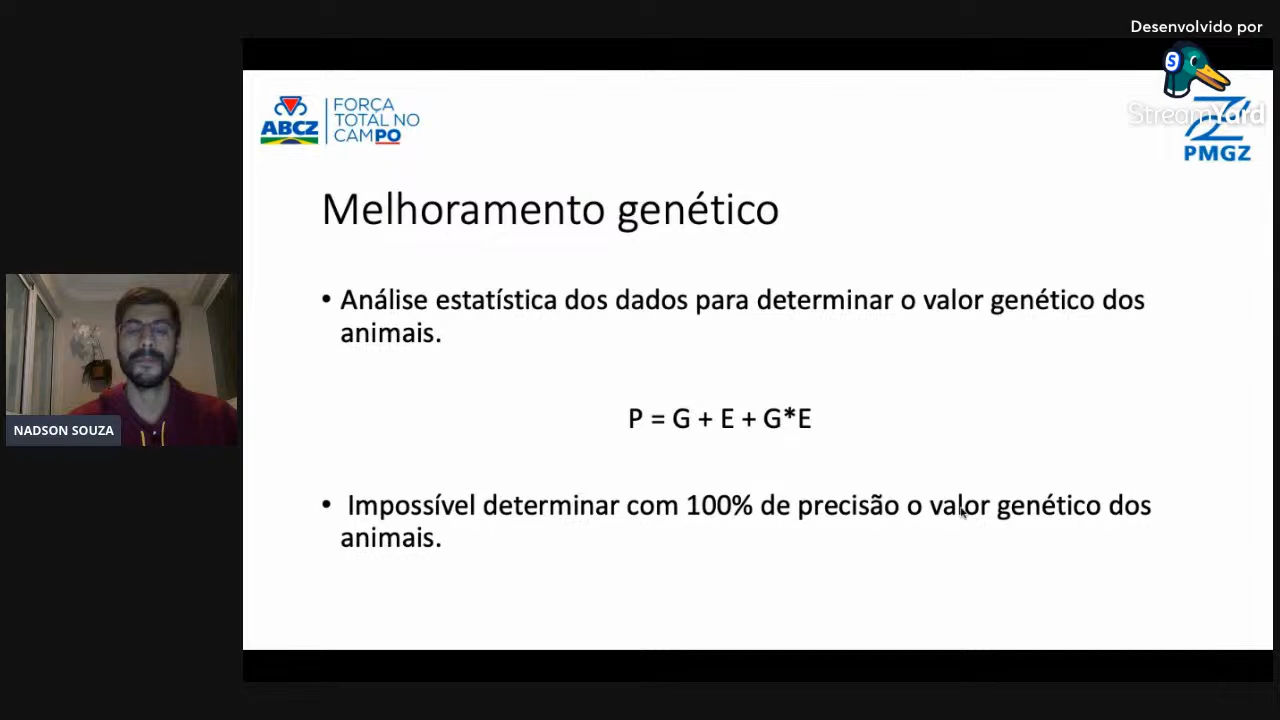 Desenvolvido por
S
StreamYard
ABCZ
FORÇA
TOTAL NO
CAMPO
PMGZ
Melhoramento genético
• Análise estatística dos dados para determinar o valor genético dos
animais.
P = G + E + G*E
• Impossível determinar com 100% de precisão o valor genético dos
animais.
NADSON SOUZA